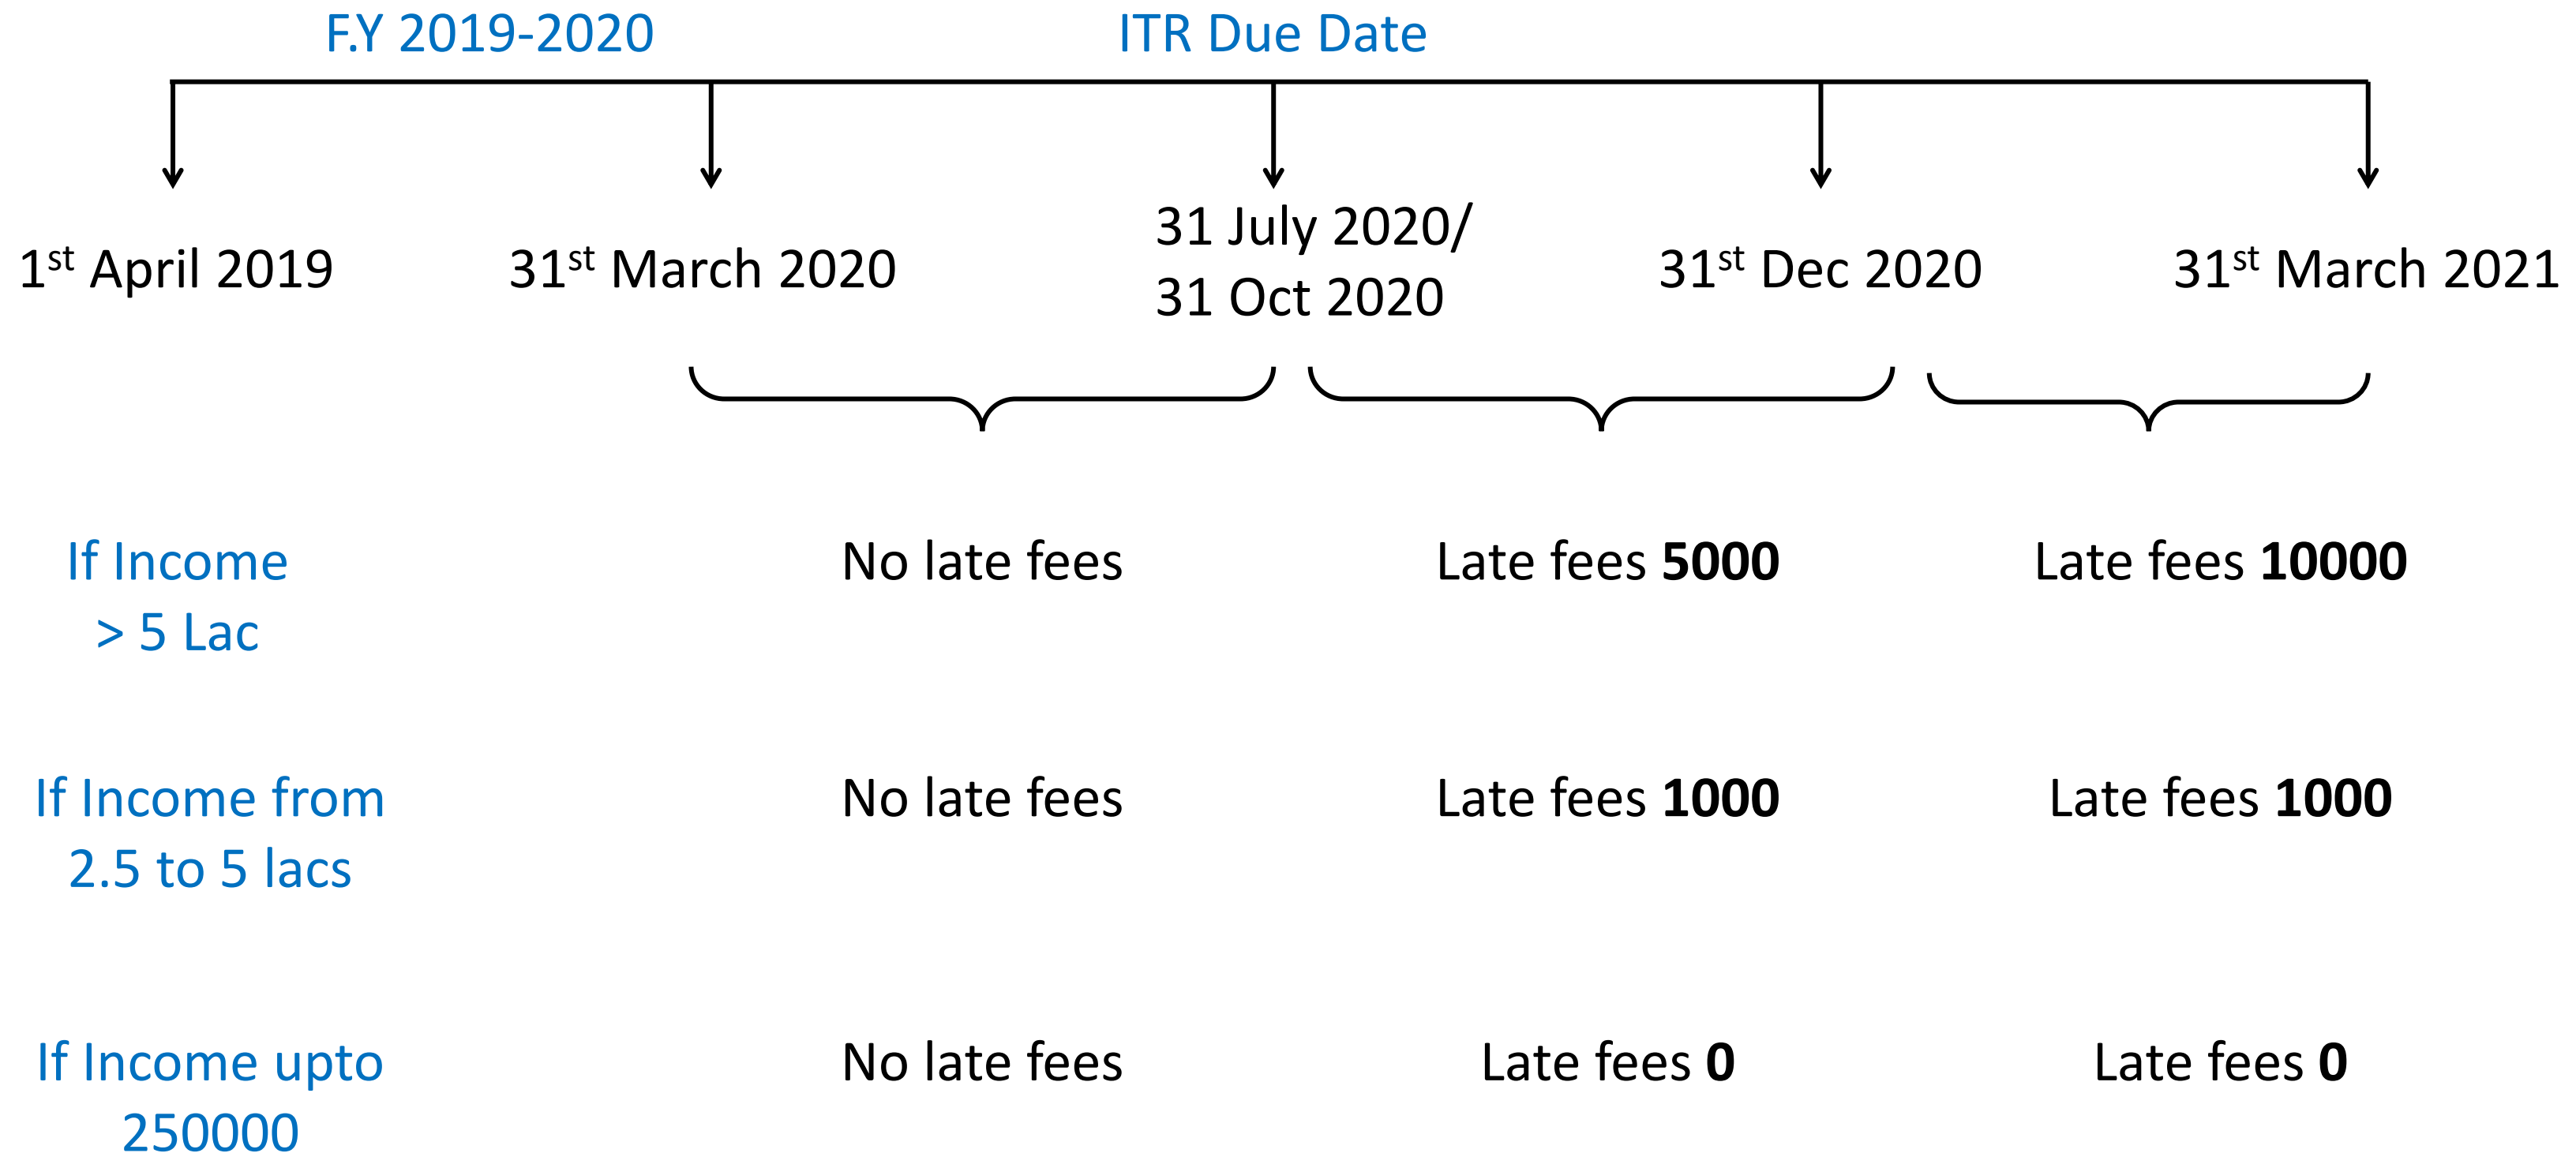 F.Y 2019-2020
ITR Due Date
1st April 2019
31st March 2020
31 July 2020/
31 Oct 2020
31st Dec 2020
31st March 2021
If Income
> 5 Lac
No late fees
Late fees 5000
Late fees 10000
If Income from
2.5 to 5 lacs
No late fees
Late fees 1000
Late fees 1000
If Income upto
250000
No late fees
Late fees 0
Late fees 0